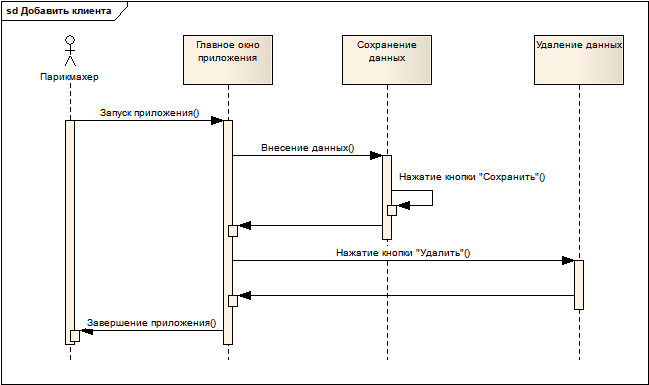 sd Добавить клиента
Главное окно
приложения
Сохранение
данных
Удаление данных
Парикмахер
Запуск приложения()
Внесение данных()
Нажатие кнопки "Сохранить"()
Нажатие кнопки "Удалить"()
Завершение приложения()